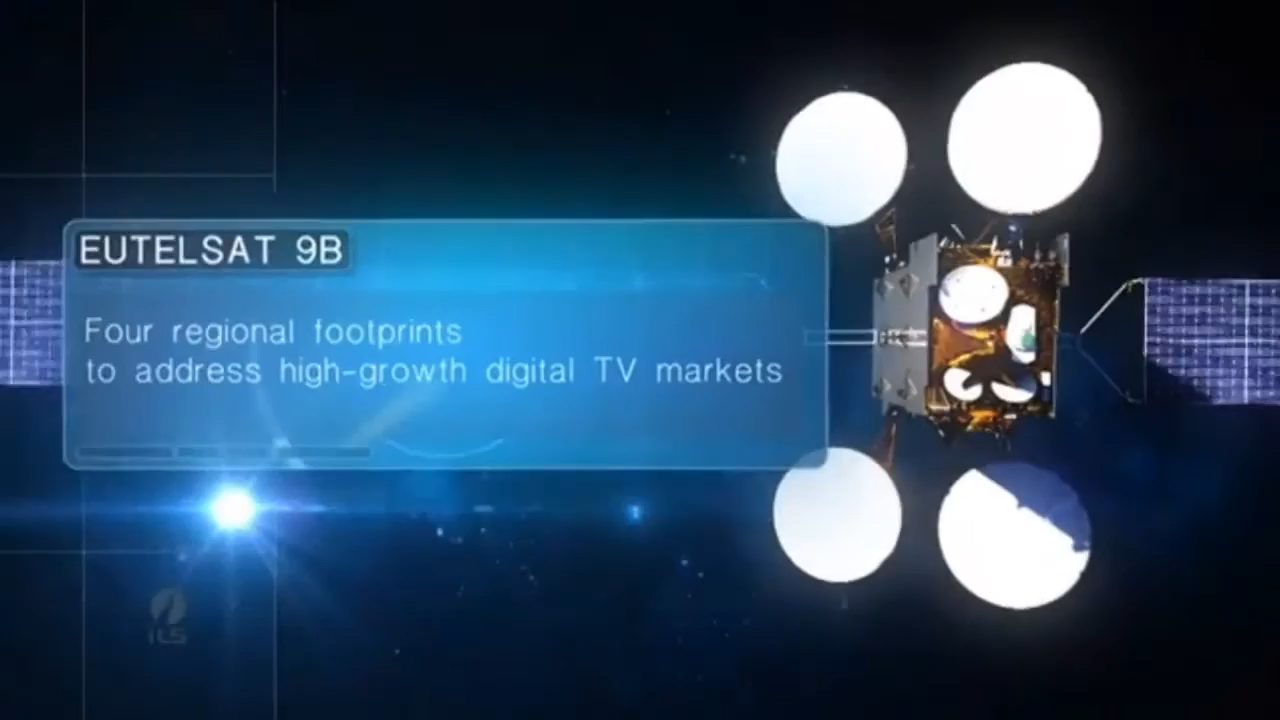 EUTELSAT 9B
Four regional footprints
to address high-growth digital TV markets
ILS